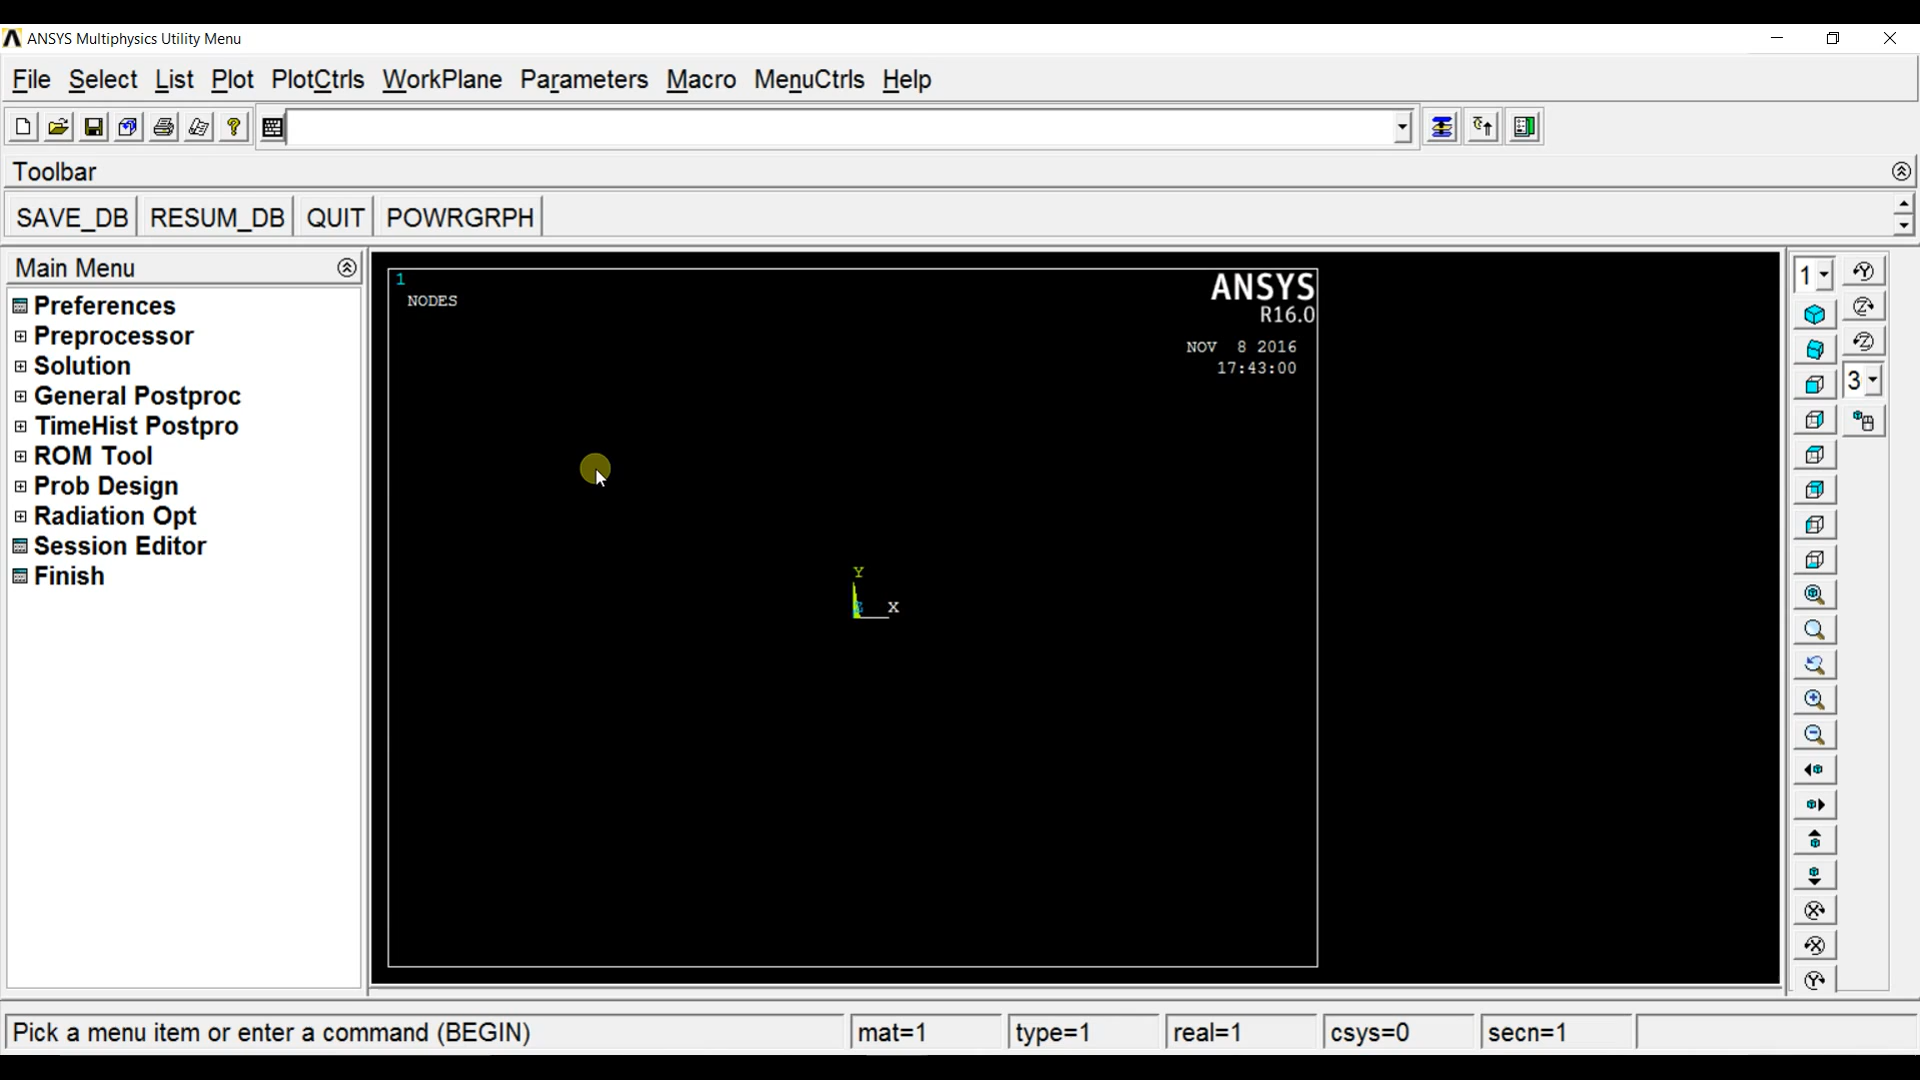 ANSYS Multiphysics Utility Menu
File Select List Plot PlotCtrls WorkPlane Parameters Macro MenuCtrls Help
Toolbar
SAVE_DB RESUM_DB QUIT POWRGRPH
Main Menu
Preferences
Preprocessor
Solution
General Postproc
TimeHist Postpro
ROM Tool
Prob Design
Radiation Opt
Session Editor
Finish
1
NODES
ANSYS
R16.0
NOV 8 2016
17:43:00
Y
Z X
1
3
Pick a menu item or enter a command (BEGIN) mat=1 type=1 real=1 csys=0 secn=1